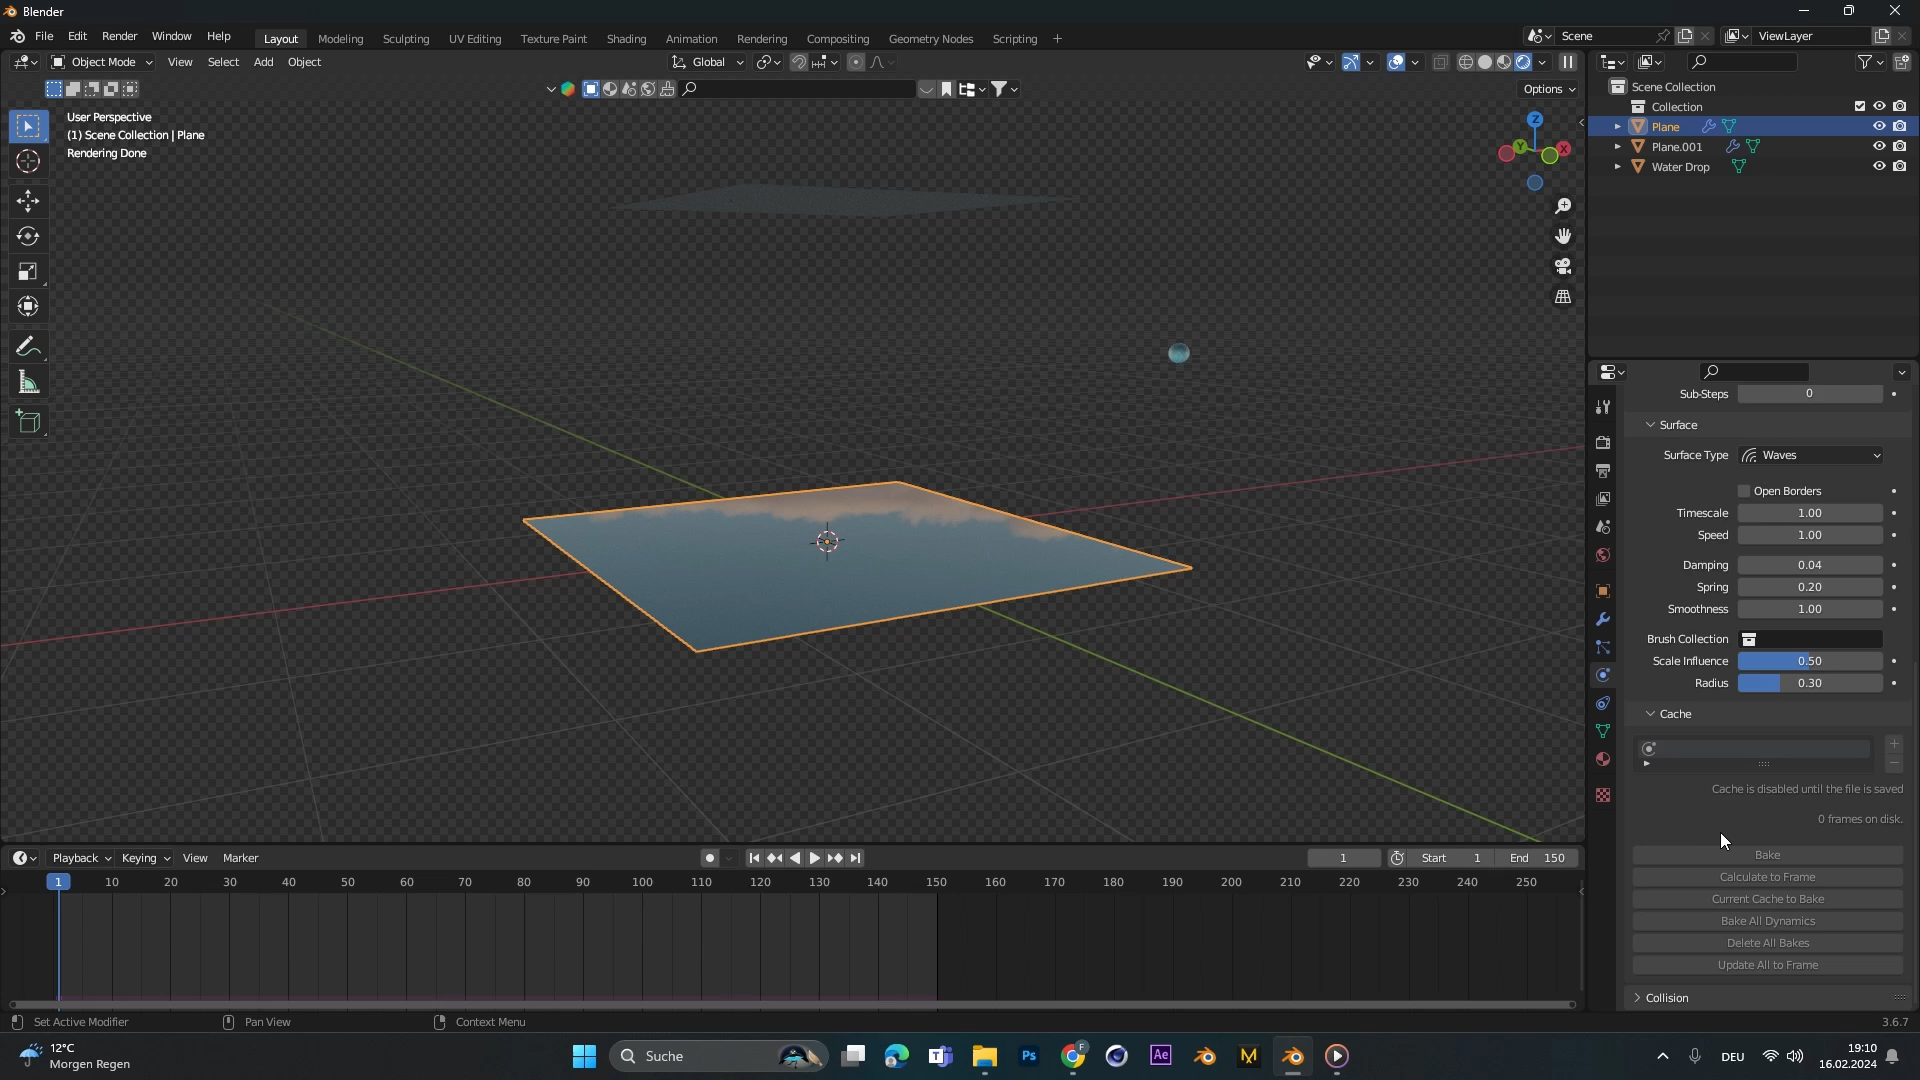 Blender
File Edit Render Window Help Layout Modeling Sculpting UV Editing Texture Paint Shading Animation Rendering Compositing Geometry Nodes Scripting + Scene ViewLayer
Object Mode View Select Add Object Global
Options
User Perspective
(1) Scene Collection | Plane
Rendering Done
Z
Y
X
Scene Collection
Collection
Plane
Plane.001
Water Drop
Sub-Steps 0
Surface
Surface Type Waves
Open Borders
Timescale 1.00
Speed 1.00
Damping 0.04
Spring 0.20
Smoothness 1.00
Brush Collection
Scale Influence 0.50
Radius 0.30
Cache
Cache is disabled until the file is saved
0 frames on disk.
Bake
Calculate to Frame
Current Cache to Bake
Bake All Dynamics
Delete All Bakes
Update All to Frame
Collision
Playback Keying View Marker 1 Start 1 End 150
1 10 20 30 40 50 60 70 80 90 100 110 120 130 140 150 160 170 180 190 200 210 220 230 240 250
Set Active Modifier Pan View Context Menu 3.6.7
12°C
Morgen Regen
Suche
Ps
F
Ae
M
DEU
19:10
16.02.2024